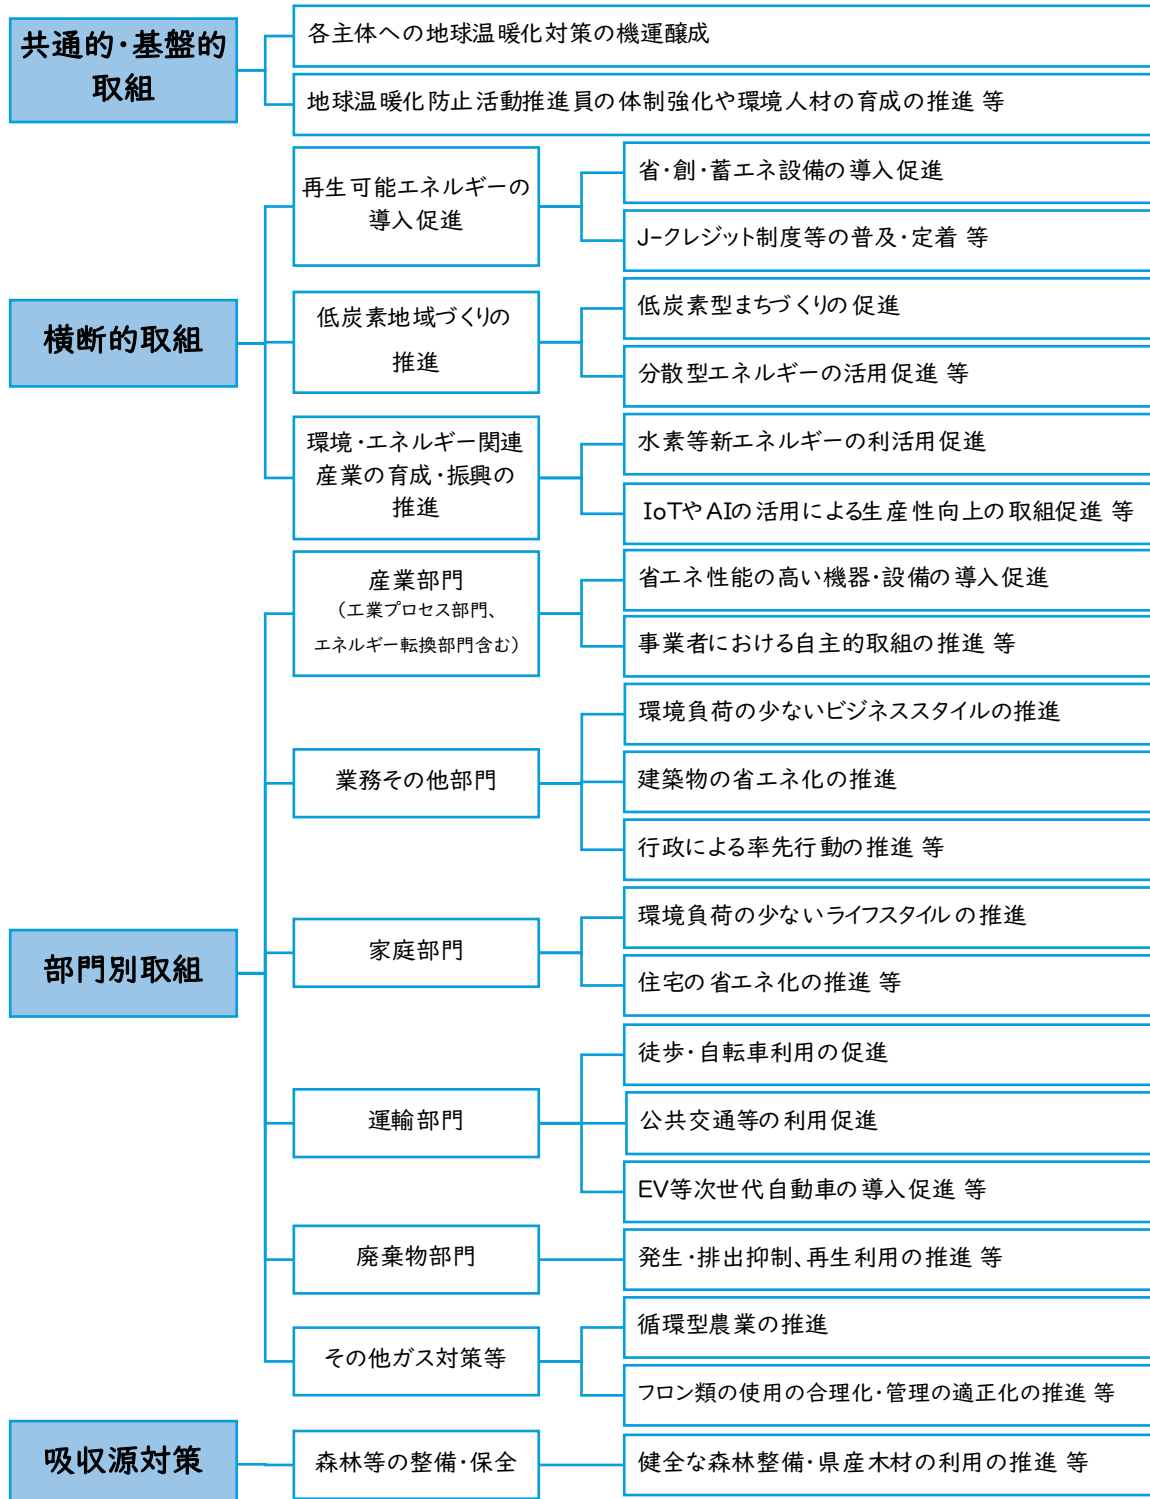 共通的・基盤的
取組
各主体への地球温暖化対策の機運醸成
地球温暖化防止活動推進員の体制強化や環境人材の育成の推進 等
横断的取組
再生可能エネルギーの
導入促進
省・創・蓄エネ設備の導入促進
J-クレジット制度等の普及・定着 等
低炭素地域づくりの
推進
低炭素型まちづくりの促進
分散型エネルギーの活用促進 等
環境・エネルギー関連
産業の育成・振興の
推進
水素等新エネルギーの利活用促進
IoTやAIの活用による生産性向上の取組促進 等
部門別取組
産業部門
（工業プロセス部門、
エネルギー転換部門含む）
省エネ性能の高い機器・設備の導入促進
事業者における自主的取組の推進 等
業務その他部門
環境負荷の少ないビジネススタイルの推進
建築物の省エネ化の推進
行政による率先行動の推進 等
家庭部門
環境負荷の少ないライフスタイルの推進
住宅の省エネ化の推進 等
運輸部門
徒歩・自転車利用の促進
公共交通等の利用促進
EV等次世代自動車の導入促進 等
廃棄物部門
発生・排出抑制、再生利用の推進 等
その他ガス対策等
循環型農業の推進
フロン類の使用の合理化・管理の適正化の推進 等
吸収源対策
森林等の整備・保全
健全な森林整備・県産木材の利用の推進 等